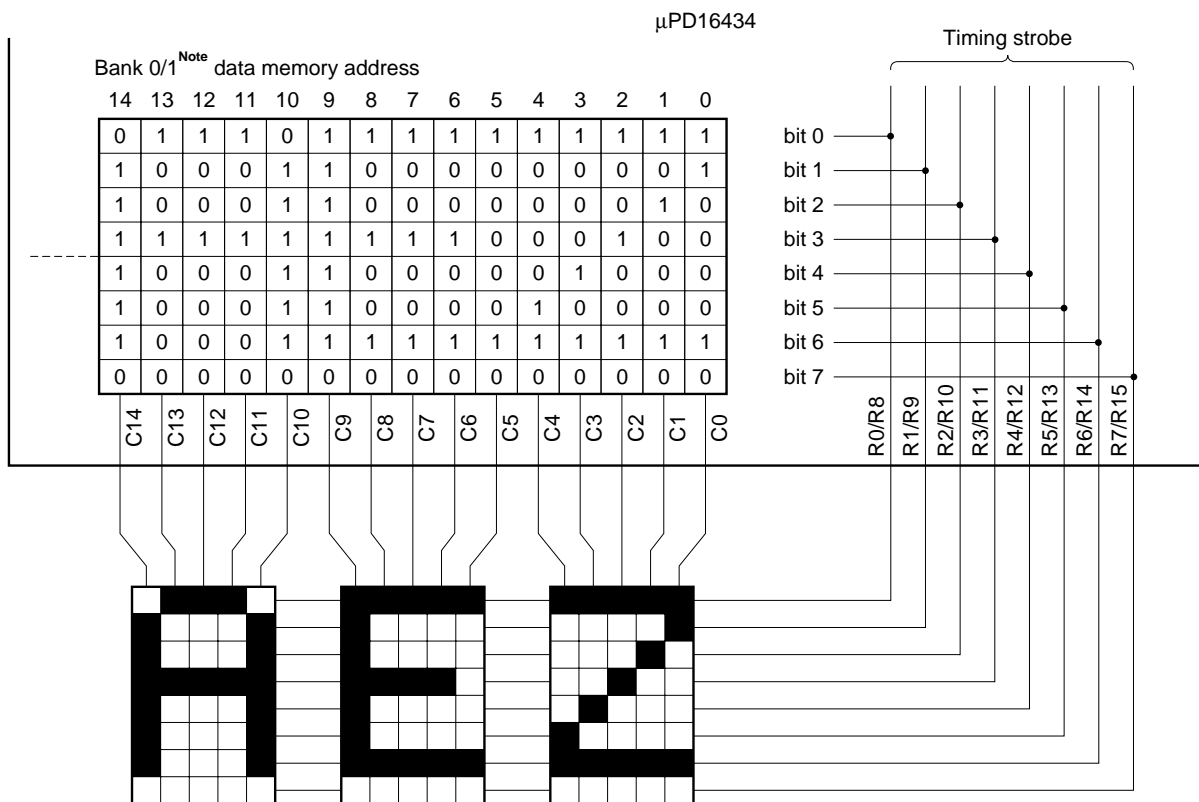 μPD16434
Timing strobe
Bank 0/1Note data memory address
14 13 12 11 10 9 8 7 6 5 4 3 2 1 0
0 1 1 1 0 1 1 1 1 1 1 1 1 1 1 bit 0
1 0 0 0 1 1 0 0 0 0 0 0 0 0 1 bit 1
1 0 0 0 1 1 0 0 0 0 0 0 0 1 0 bit 2
1 1 1 1 1 1 1 1 1 0 0 0 1 0 0 bit 3
1 0 0 0 1 1 0 0 0 0 0 1 0 0 0 bit 4
1 0 0 0 1 1 0 0 0 0 1 0 0 0 0 bit 5
1 0 0 0 1 1 1 1 1 1 1 1 1 1 1 bit 6
0 0 0 0 0 0 0 0 0 0 0 0 0 0 0 bit 7
C14 C13 C12 C11 C10 C9 C8 C7 C6 C5 C4 C3 C2 C1 C0 R0/R8 R1/R9 R2/R10 R3/R11 R4/R12 R5/R13 R6/R14 R7/R15
A E Z